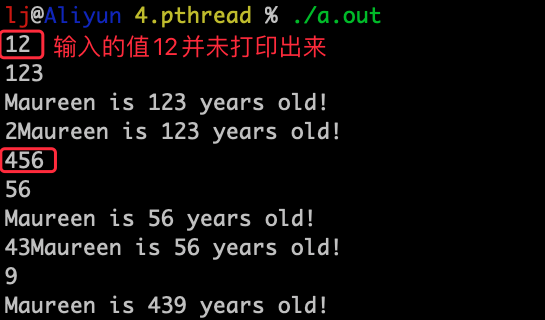 lj@Aliyun 4.pthread % ./a.out
12 输入的值12并未打印出来
123
Maureen is 123 years old!
2Maureen is 123 years old!
456
56
Maureen is 56 years old!
43Maureen is 56 years old!
9
Maureen is 439 years old!